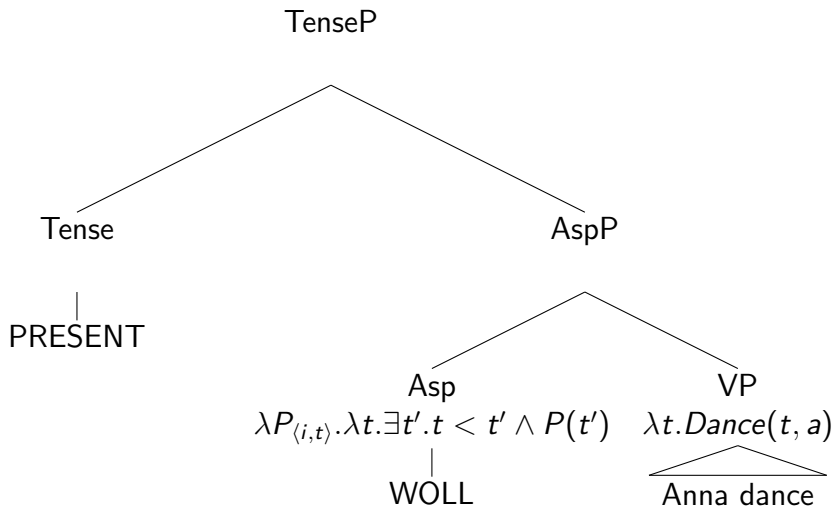 TenseP
Tense AspP
PRESENT
Asp VP
λP⟨i,t⟩.λt.∃t′.t < t′ ∧ P(t′) λt.Dance(t, a)
WOLL Anna dance